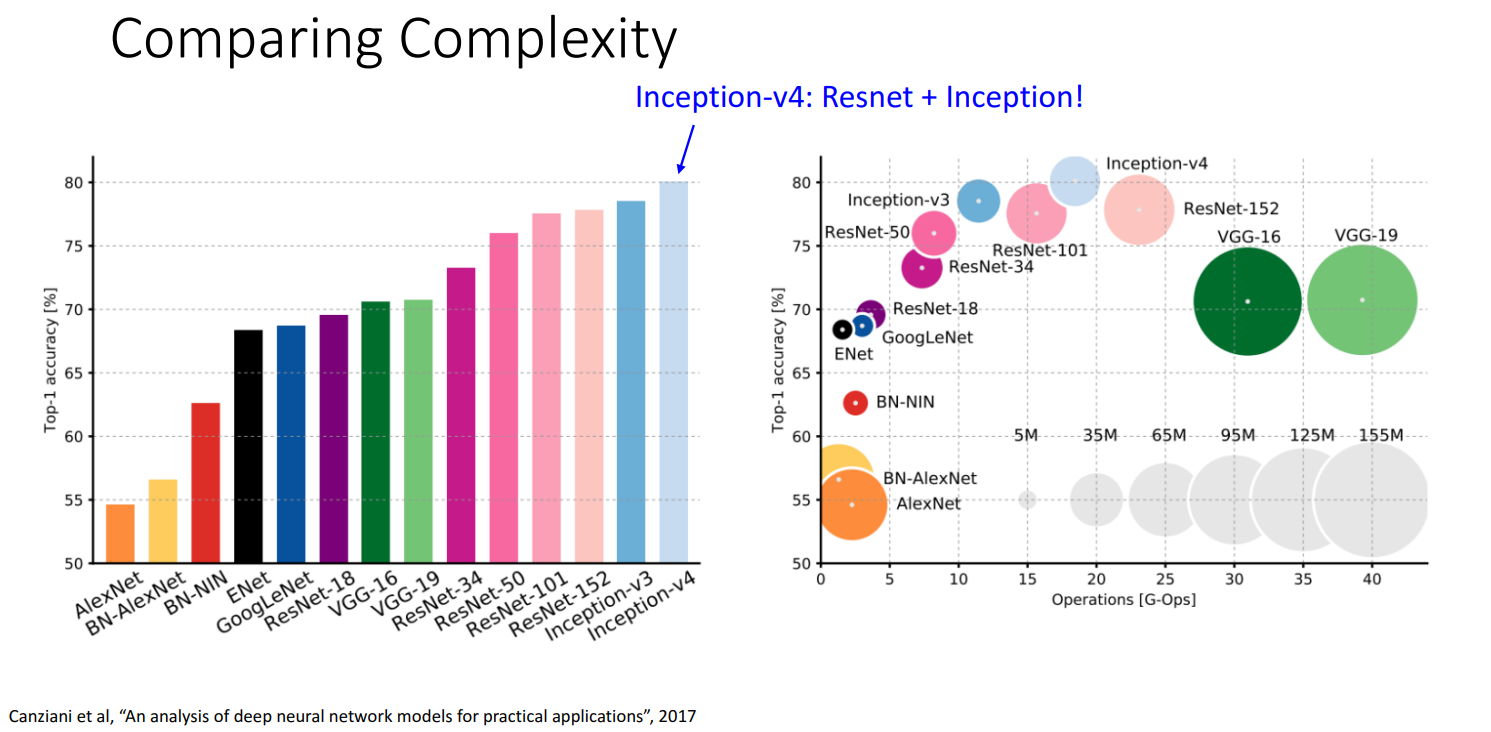 Comparing Complexity
Inception-v4: Resnet + Inception!
Top-1 accuracy [%]
80
75
70
65
60
55
50
AlexNet
BN-AlexNet
BN-NIN
ENet
GoogLeNet
ResNet-18
VGG-16
VGG-19
ResNet-34
ResNet-50
ResNet-101
ResNet-152
Inception-v3
Inception-v4
Top-1 accuracy [%]
80
75
70
65
60
55
50
Inception-v4
Inception-v3
ResNet-152
ResNet-50
VGG-16
VGG-19
ResNet-101
ResNet-34
ResNet-18
GoogLeNet
ENet
BN-NIN
5M 35M 65M 95M 125M 155M
BN-AlexNet
AlexNet
0 5 10 15 20 25 30 35 40
Operations [G-Ops]
Canziani et al, “An analysis of deep neural network models for practical applications”, 2017